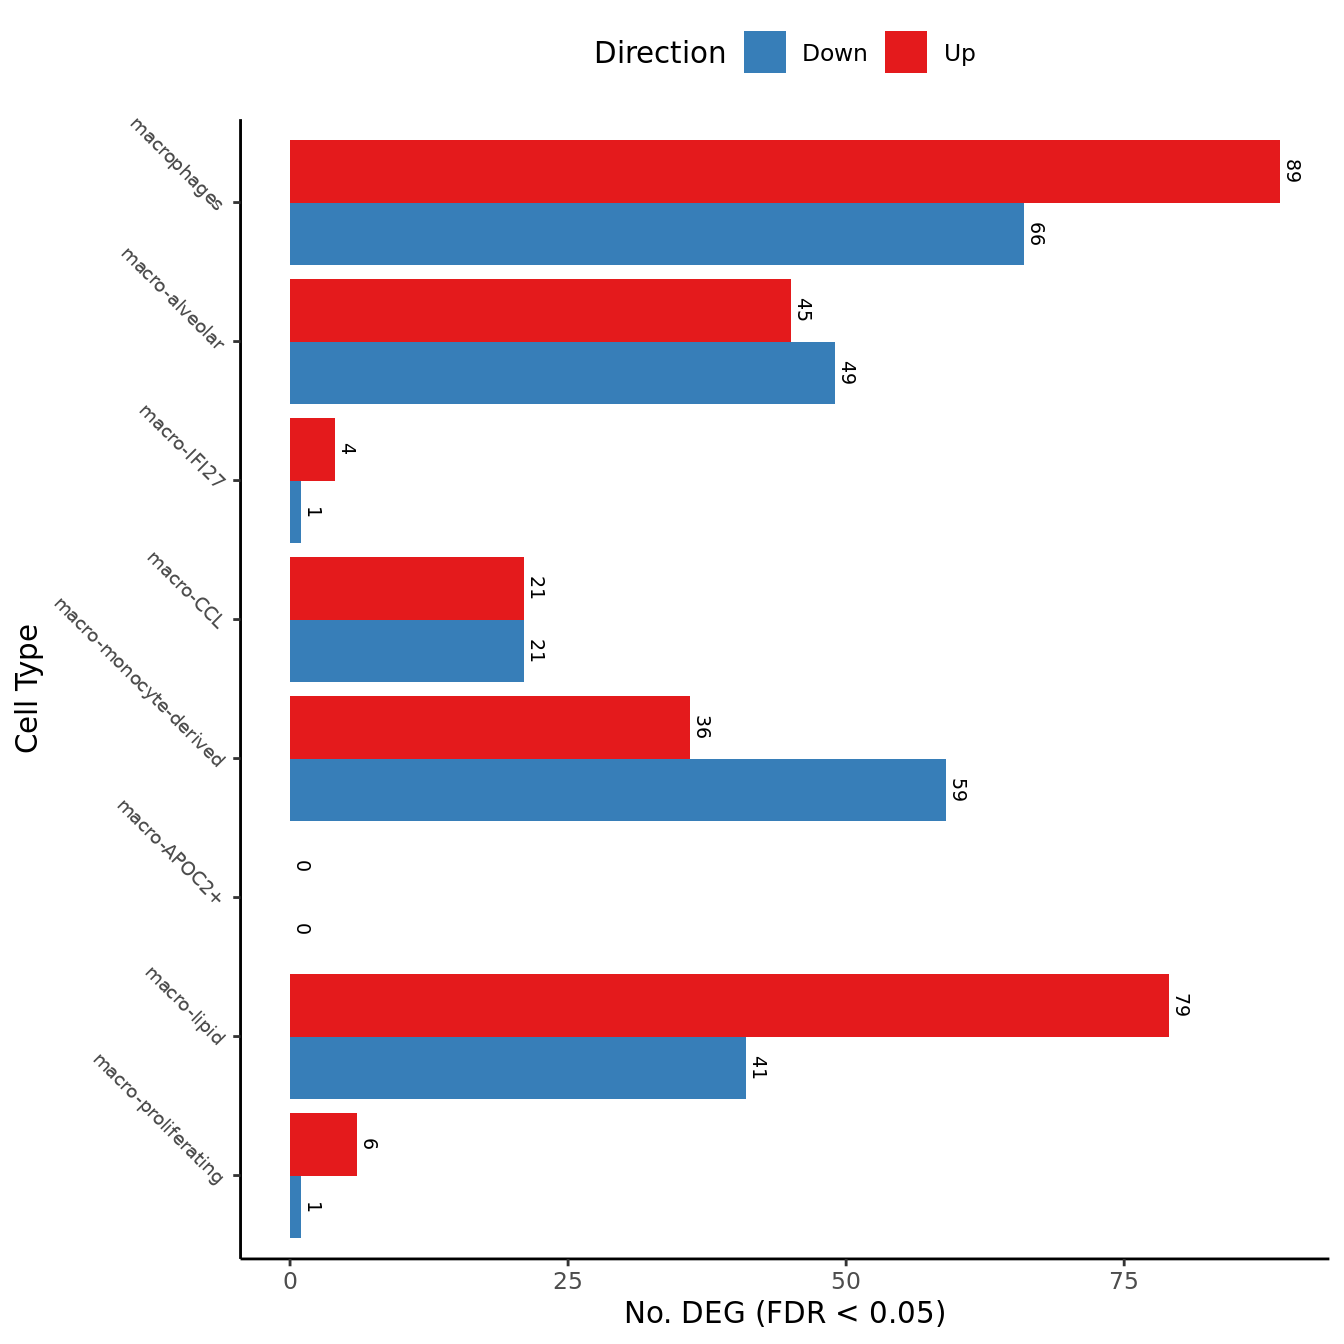 Direction Down Up
macrophages
89
66
macro-alveolar
45
49
macro-IFI27
4
1
macro-CCL
21
21
macro-monocyte-derived
36
59
macro-APOC2+
0
0
macro-lipid
79
41
macro-proliferating
6
1
Cell Type
0 25 50 75
No. DEG (FDR < 0.05)